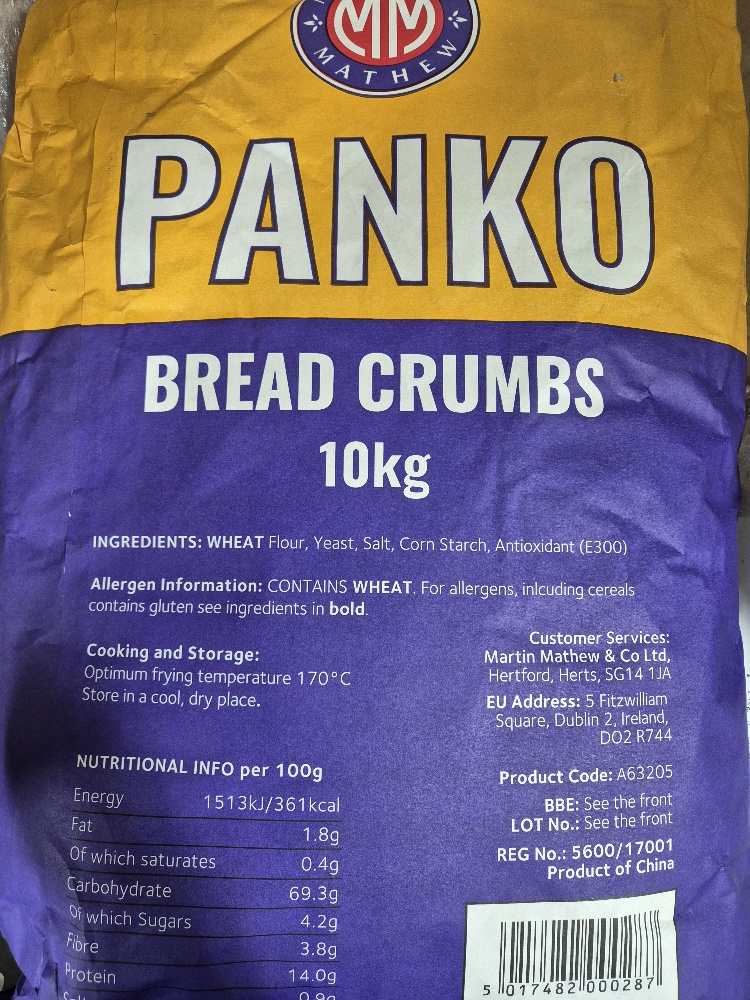 MM
MATHEW
PANKO
BREAD CRUMBS
10kg
INGREDIENTS: WHEAT Flour, Yeast, Salt, Corn Starch, Antioxidant (E300)
Allergen Information: CONTAINS WHEAT. For allergens, inlcuding cereals
contains gluten see ingredients in bold.
Cooking and Storage:
Optimum frying temperature 170°C
Store in a cool, dry place.
Customer Services:
Martin Mathew & Co Ltd,
Hertford, Herts, SG14 1JA
EU Address: 5 Fitzwilliam
Square, Dublin 2, Ireland,
DO2 R744
Product Code: A63205
BBE: See the front
LOT No.: See the front
REG No.: 5600/17001
Product of China
NUTRITIONAL INFO per 100g
Energy 1513kJ/361kcal
Fat 1.8g
Of which saturates 0.4g
Carbohydrate 69.3g
Of which Sugars 4.2g
Fibre 3.8g
Protein 14.0g
5 017482 000287